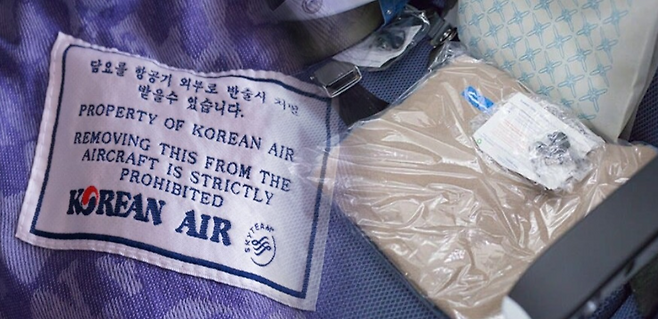 담요를 항공기 외부로 반출시 처벌
받을수 있습니다.
PROPERTY OF KOREAN AIR
REMOVING THIS FROM THE
AIRCRAFT IS STRICTLY
PROHIBITED
KOREAN AIR
SKYTEAM